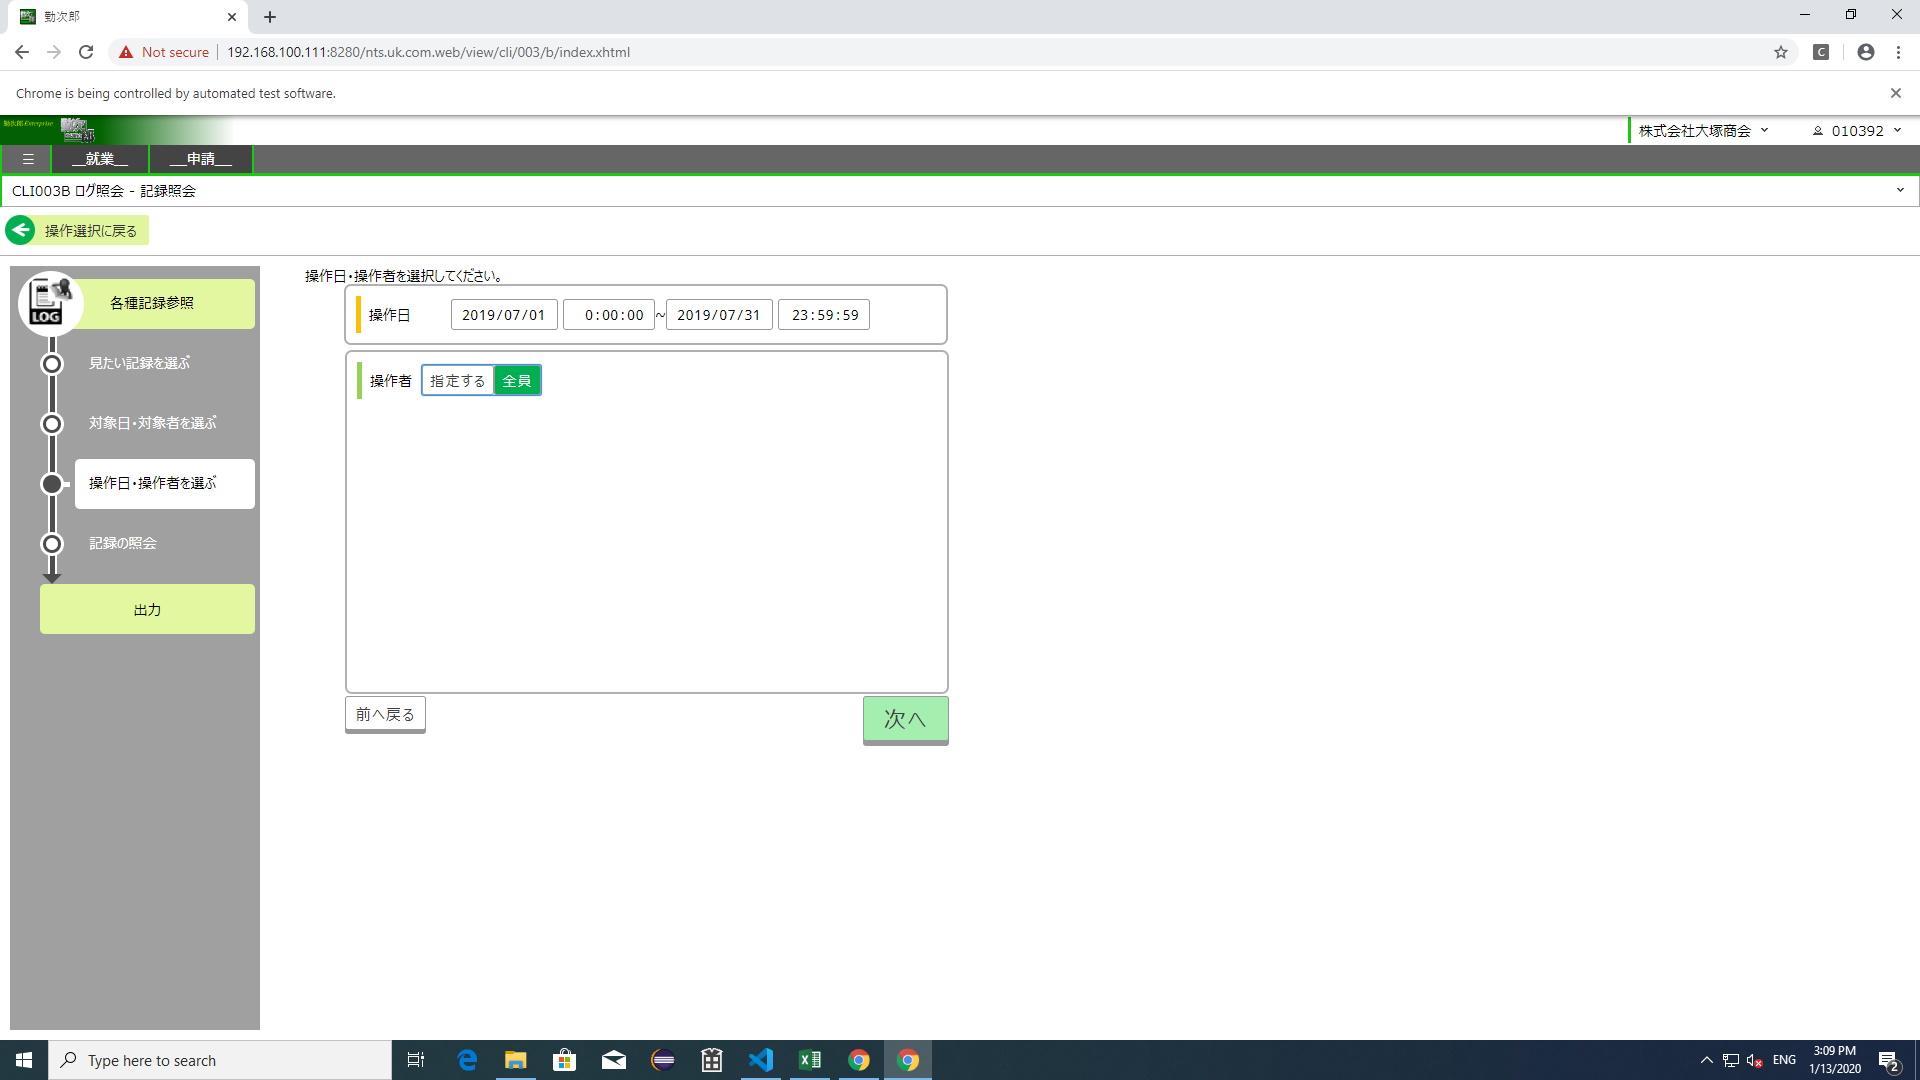 勤次郎
Not secure
192.168.100.111:8280/nts.uk.com.web/view/cli/003/b/index.xhtml
C
Chrome is being controlled by automated test software.
勤次郎 Enterprise
株式会社大塚商会
010392
__就業__
__申請__
CLI003B ログ照会 - 記録照会
操作選択に戻る
操作日・操作者を選択してください。
LOG
各種記録参照
操作日
2019/07/01
0:00:00
~
2019/07/31
23:59:59
見たい記録を選ぶ
操作者
指定する
全員
対象日・対象者を選ぶ
操作日・操作者を選ぶ
記録の照会
出力
前へ戻る
次へ
Type here to search
ENG
3:09 PM
1/13/2020
2